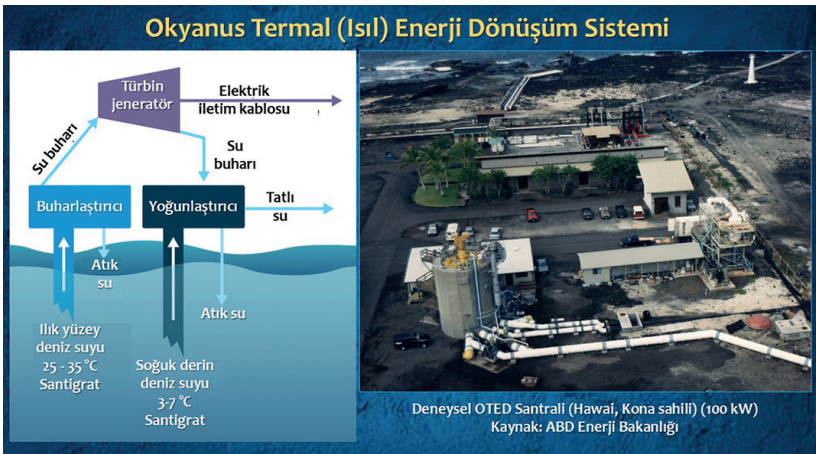 Okyanus Termal (Isıl) Enerji Dönüşüm Sistemi
Türbin
jeneratör
Elektrik
iletim kablosu
Su buharı
Su
buharı
Buharlaştırıcı
Yoğunlaştırıcı
Tatlı
su
Atık
su
Atık su
Ilık yüzey
deniz suyu
25 - 35 °C
Santigrat
Soğuk derin
deniz suyu
3-7 °C
Santigrat
Deneysel OTED Santrali (Hawai, Kona sahili) (100 kW)
Kaynak: ABD Enerji Bakanlığı